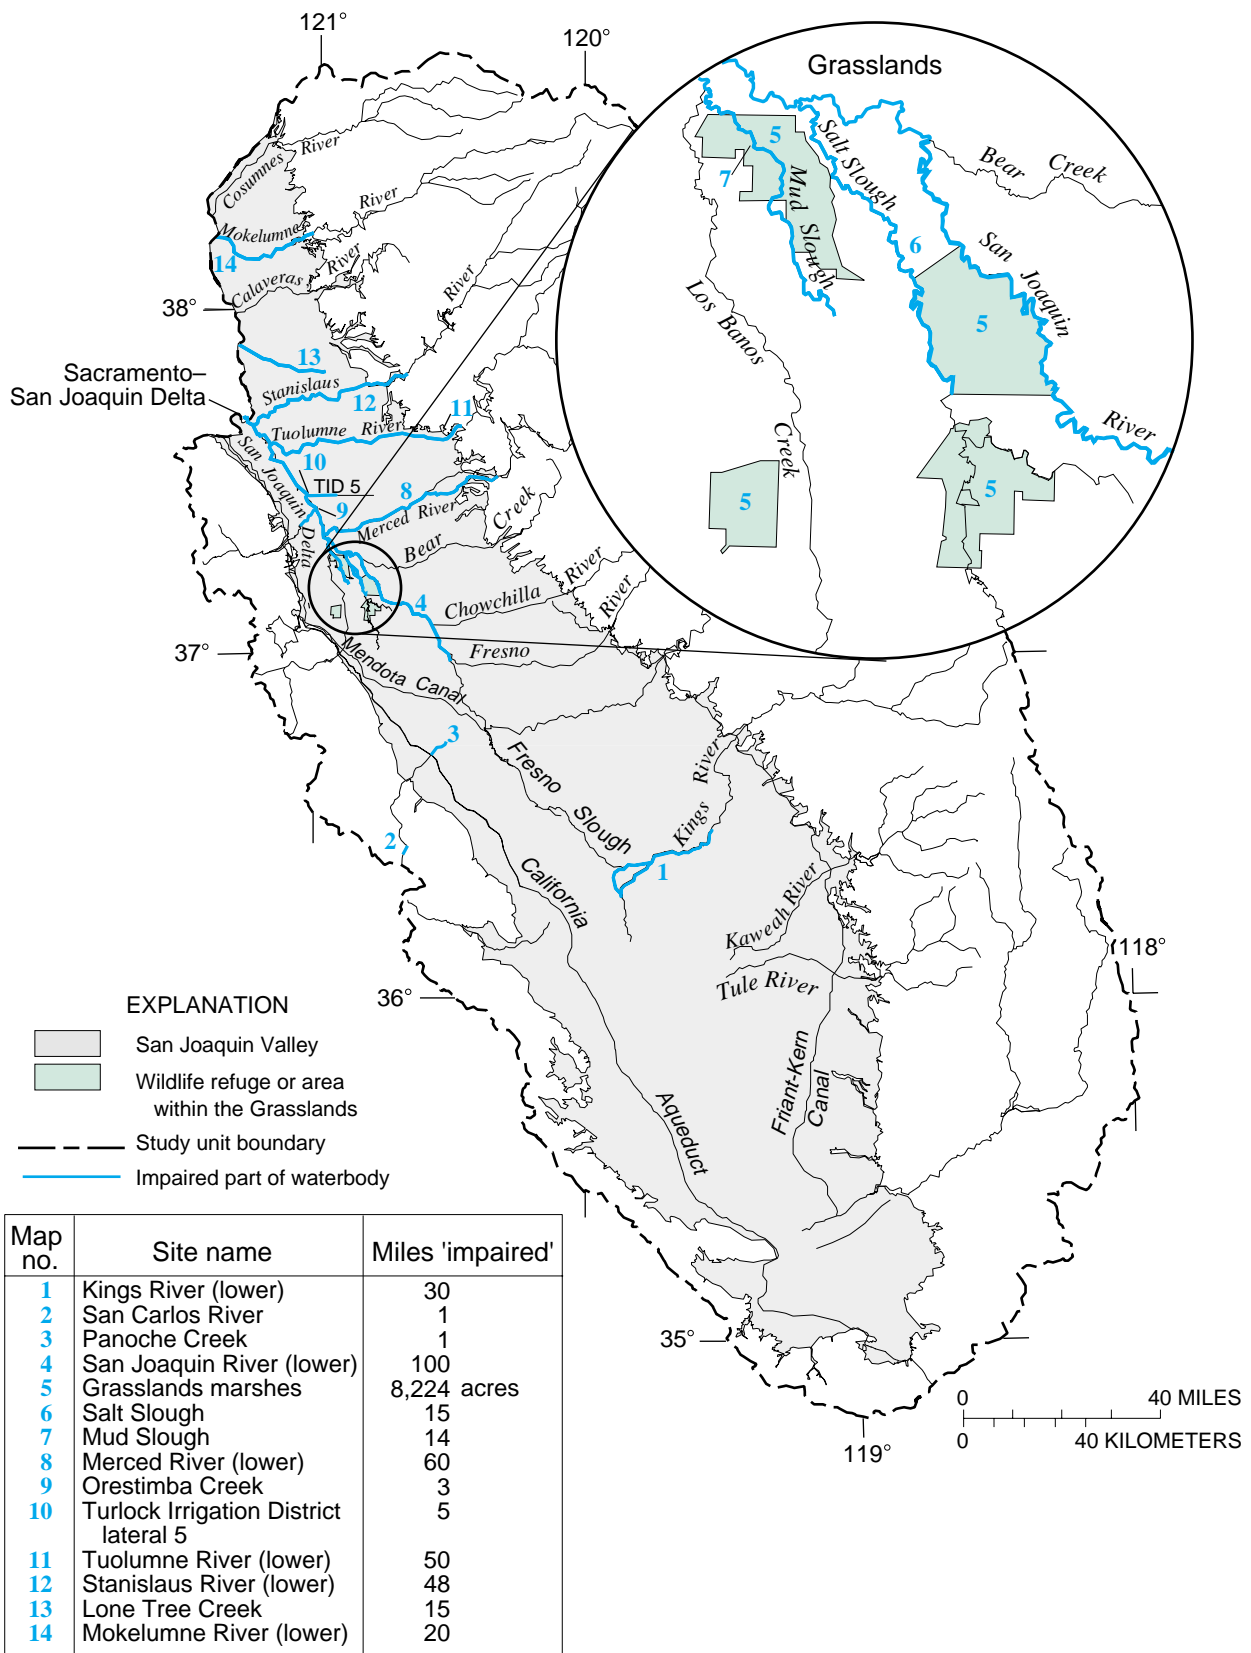 121°
120°
Grasslands
Cosumnes River
Mokelumne River
14
Calaveras River
38°
River
13
Sacramento–
San Joaquin Delta
Stanislaus
12
11
Tuolumne River
10
TID 5
8
9
Merced River
San Joaquin Delta
Bear Creek
4
Chowchilla River
River
Fresno
37°
Mendota Canal
3
Fresno Slough
River
Kings
2
1
California
Kaweah River
Tule River
118°
36°
Friant-Kern
Canal
Aqueduct
35°
119°
5
Salt Slough
Bear Creek
7
Mud Slough
6
San Joaquin River
Los Banos Creek
5
5
5
EXPLANATION
San Joaquin Valley
Wildlife refuge or area
within the Grasslands
Study unit boundary
Impaired part of waterbody
0 40 MILES
0 40 KILOMETERS
Map no. Site name Miles 'impaired'
1 Kings River (lower) 30
2 San Carlos River 1
3 Panoche Creek 1
4 San Joaquin River (lower) 100
5 Grasslands marshes 8,224 acres
6 Salt Slough 15
7 Mud Slough 14
8 Merced River (lower) 60
9 Orestimba Creek 3
10 Turlock Irrigation District 5
lateral 5
11 Tuolumne River (lower) 50
12 Stanislaus River (lower) 48
13 Lone Tree Creek 15
14 Mokelumne River (lower) 20